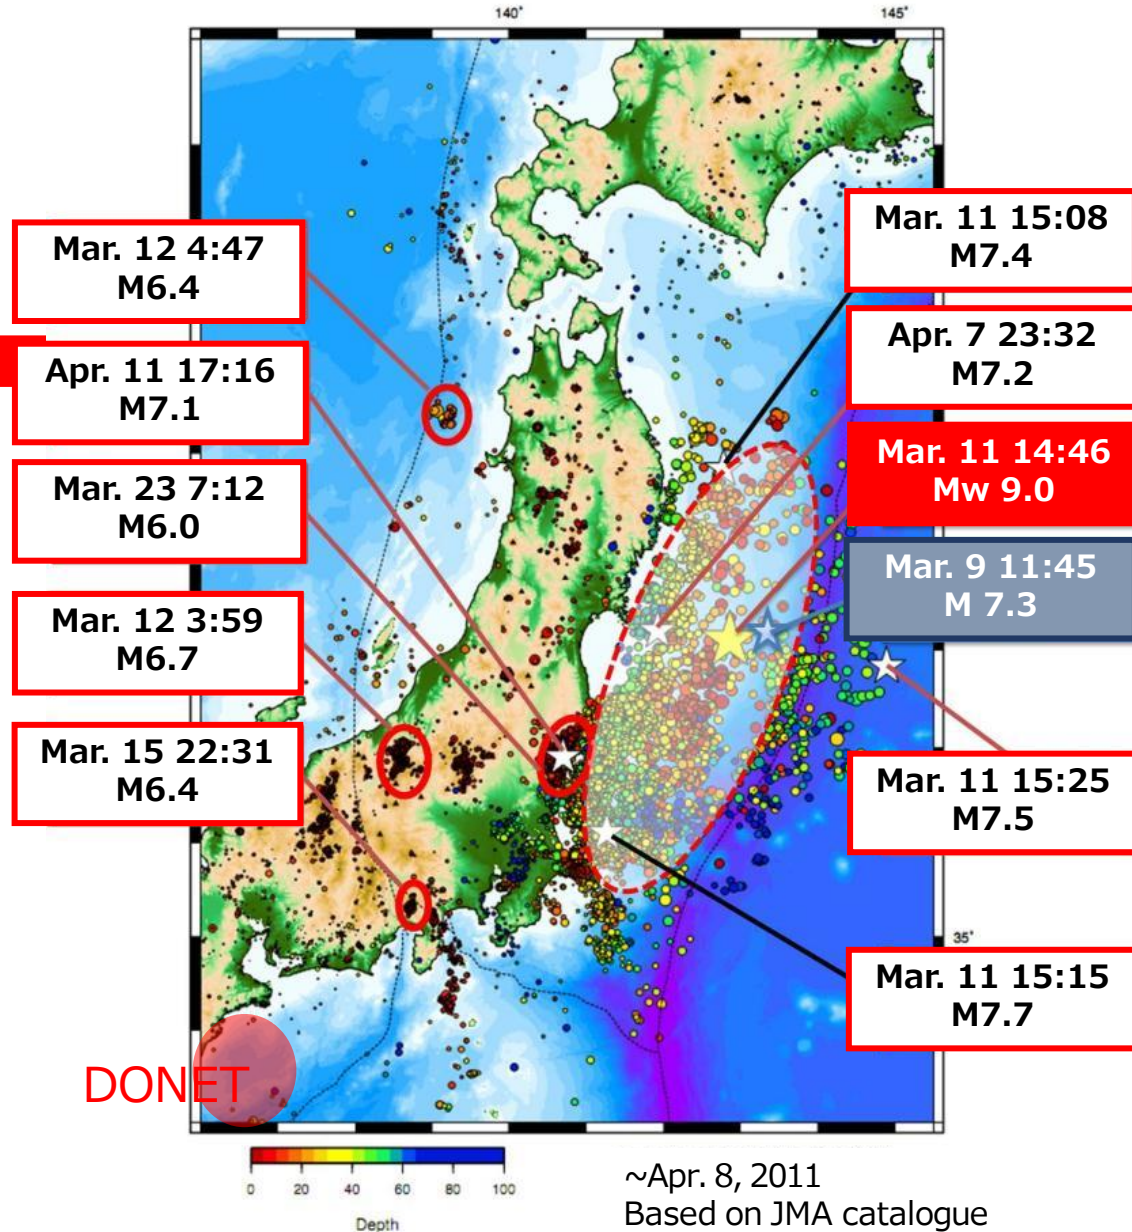 140°
145°
Mar. 12 4:47
M6.4
Apr. 11 17:16
M7.1
Mar. 23 7:12
M6.0
Mar. 12 3:59
M6.7
Mar. 15 22:31
M6.4
Mar. 11 15:08
M7.4
Apr. 7 23:32
M7.2
Mar. 11 14:46
Mw 9.0
Mar. 9 11:45
M 7.3
Mar. 11 15:25
M7.5
35°
Mar. 11 15:15
M7.7
DONET
0 20 40 60 80 100
Depth
~Apr. 8, 2011
Based on JMA catalogue